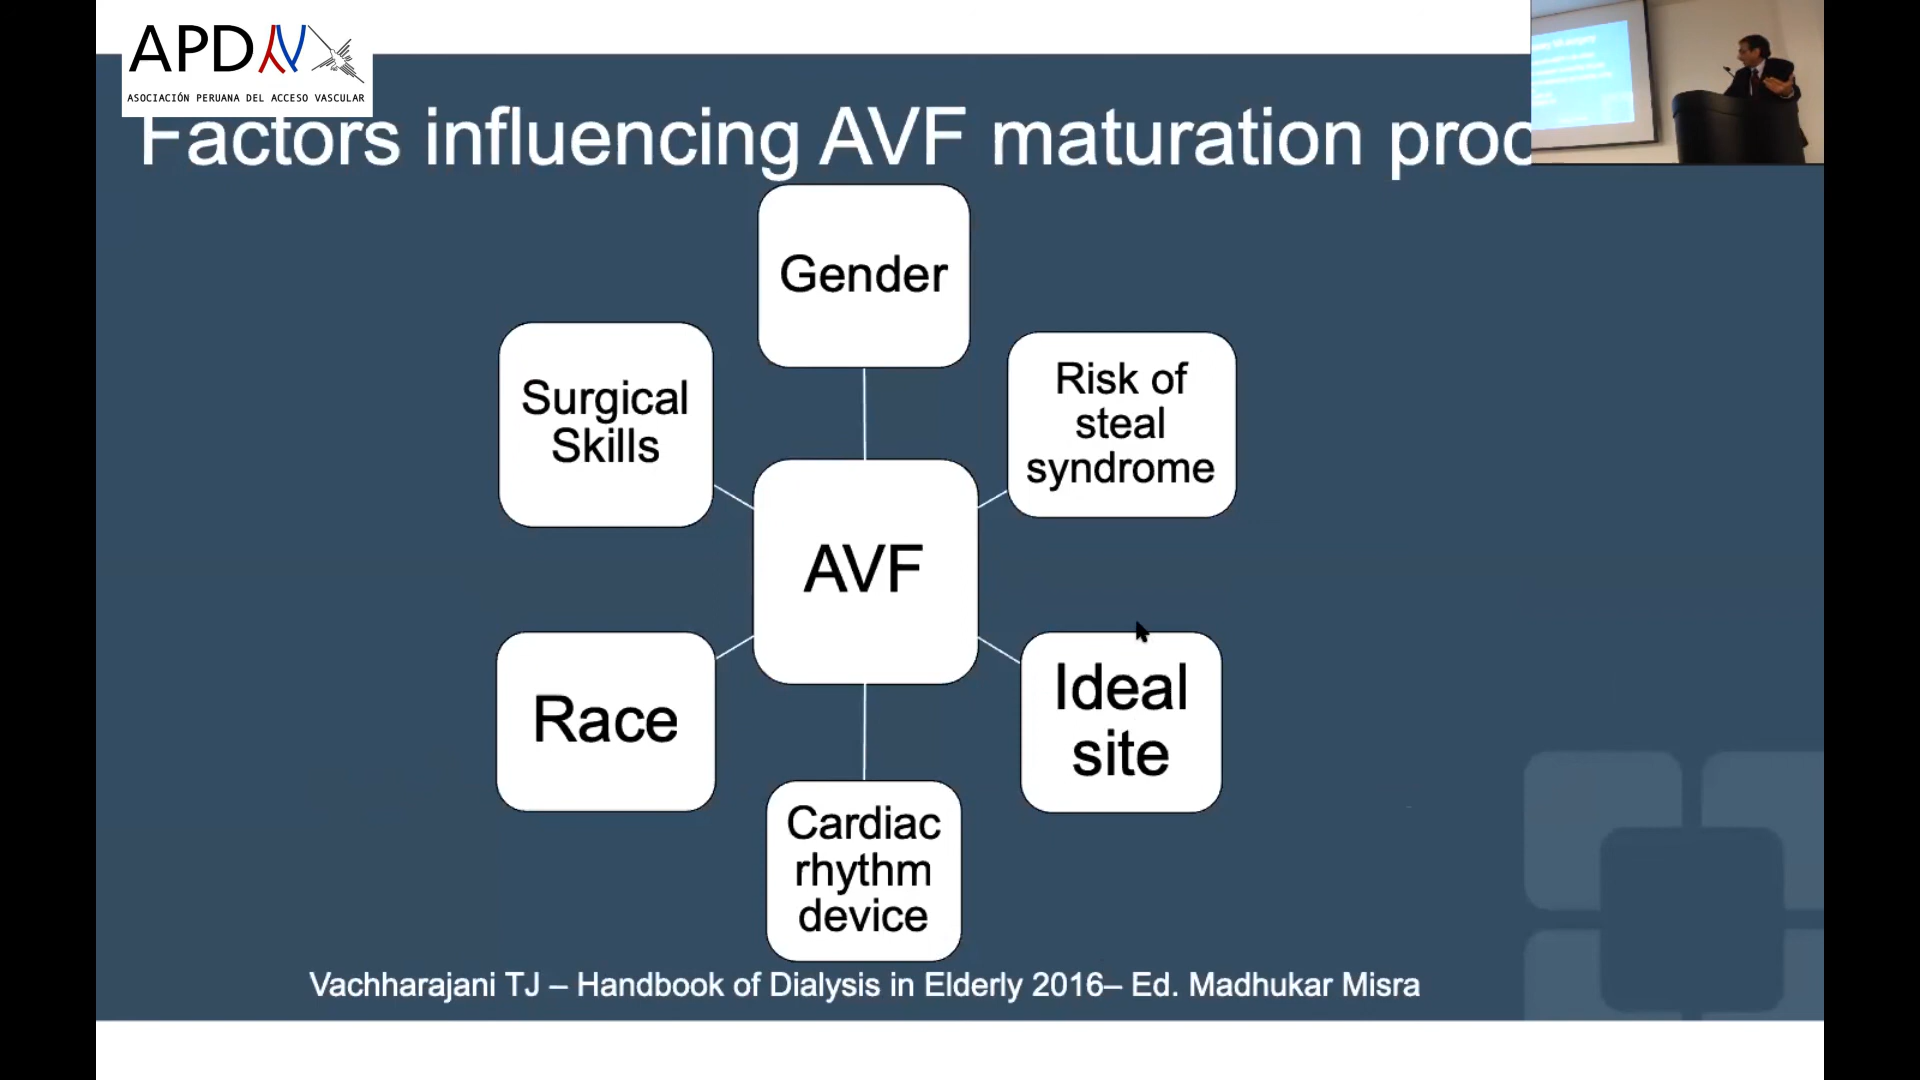 APD
ASOCIACIÓN PERUANA DEL ACCESO VASCULAR
Factors influencing AVF maturation proc
Gender
Surgical
Skills
Risk of
steal
syndrome
AVF
Race
Ideal
site
Cardiac
rhythm
device
Vachharajani TJ – Handbook of Dialysis in Elderly 2016– Ed. Madhukar Misra